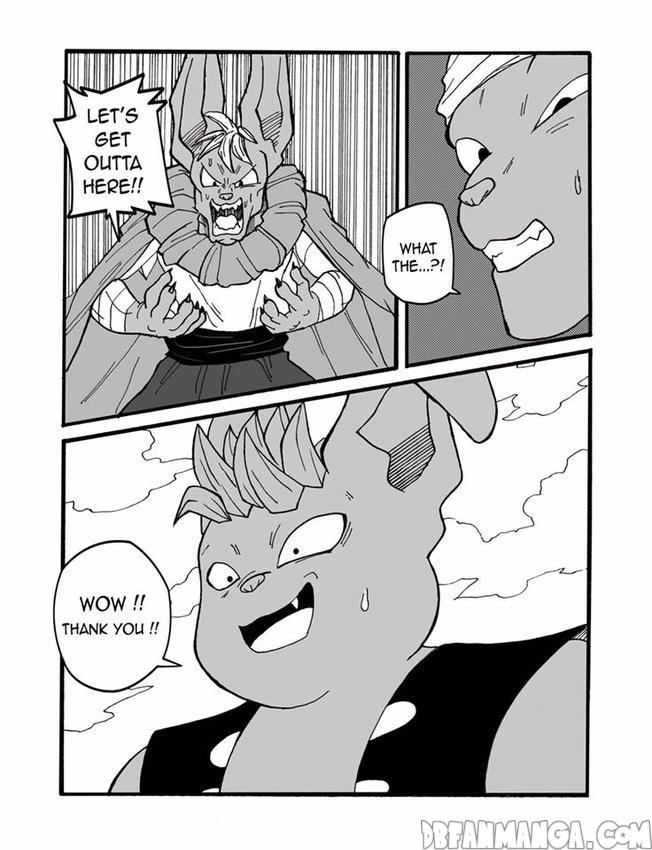 LET'S
GET
OUTTA
HERE!!
WHAT
THE...?!
WOW !!
THANK YOU !!
DBFANMANGA.COM